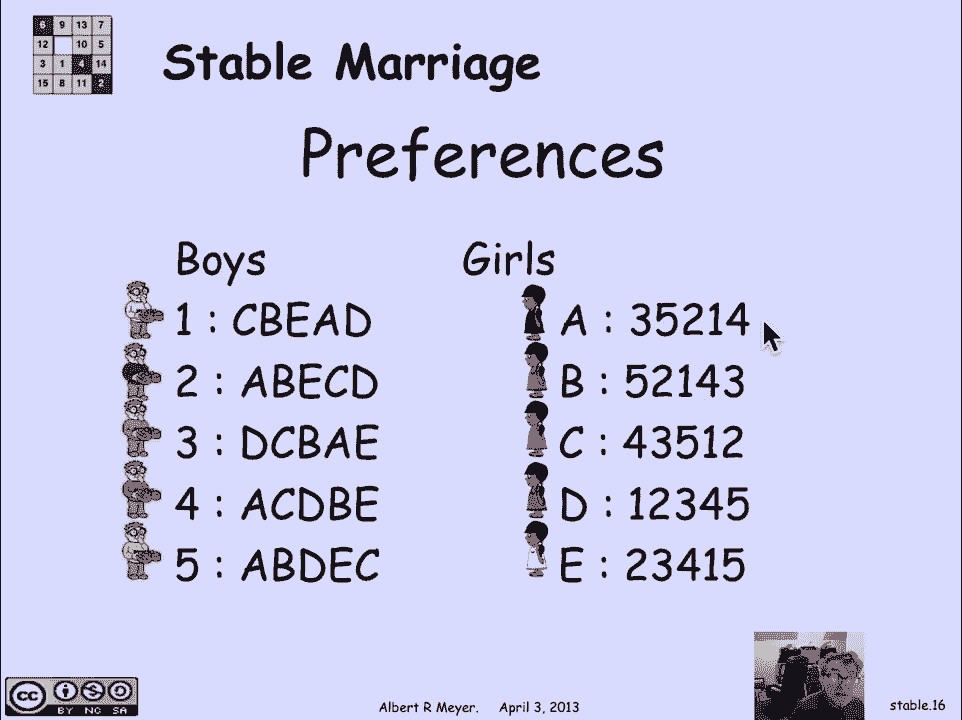 6 9 13 7
12 10 5
3 1 4 14
15 8 11 2
Stable Marriage
Preferences
Boys Girls
1 : CBEAD A : 35214
2 : ABECD B : 52143
3 : DCBAE C : 43512
4 : ACDBE D : 12345
5 : ABDEC E : 23415
cc BY NC SA
Albert R Meyer. April 3, 2013
stable.16